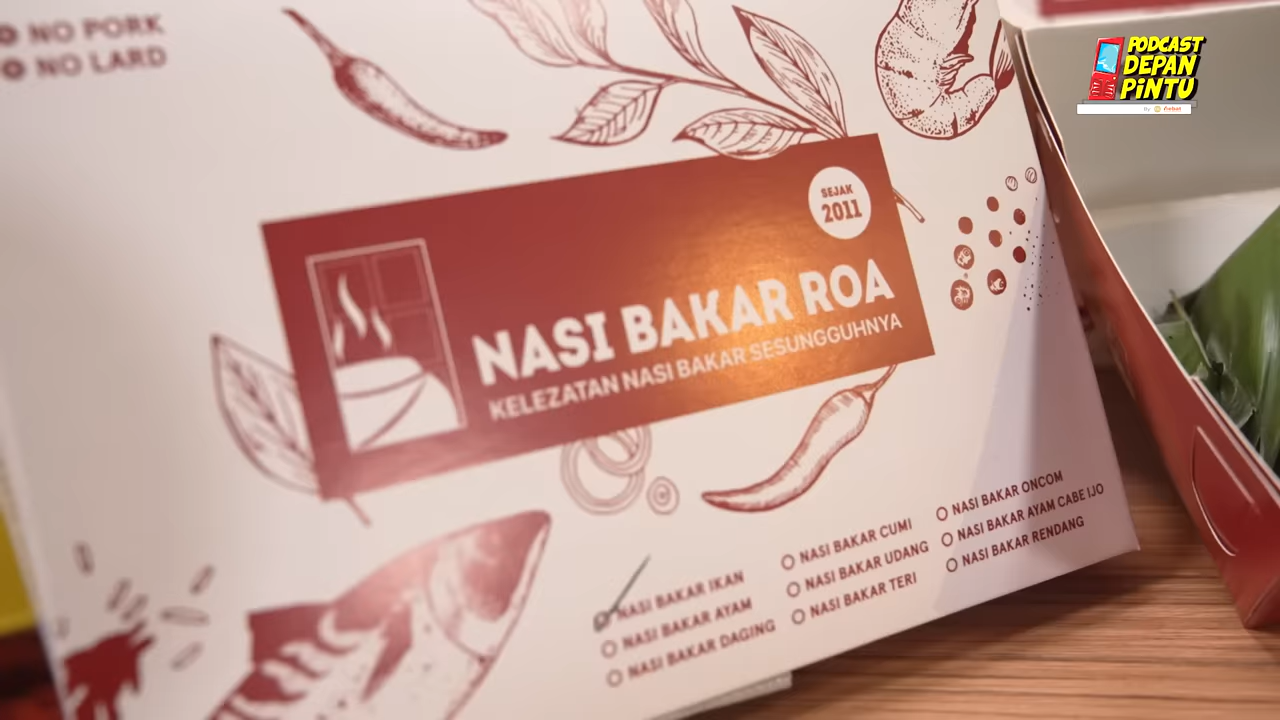 NO PORK
NO LARD
PODCAST
DEPAN
PiNTU
By
SEJAK
2011
NASI BAKAR ROA
KELEZATAN NASI BAKAR SESUNGGUHNYA
NASI BAKAR IKAN
NASI BAKAR AYAM
NASI BAKAR DAGING
NASI BAKAR CUMI
NASI BAKAR UDANG
NASI BAKAR TERI
NASI BAKAR ONCOM
NASI BAKAR AYAM CABE IJO
NASI BAKAR RENDANG